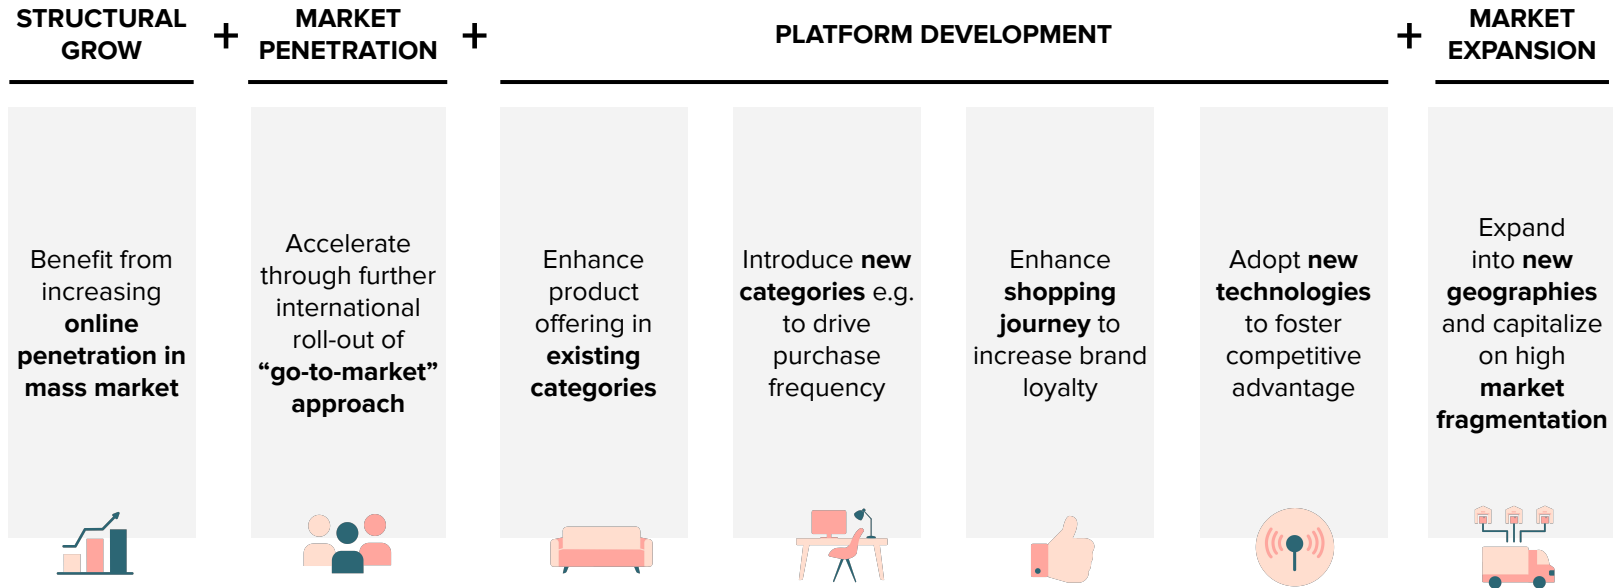 STRUCTURAL
GROW
+
MARKET
PENETRATION
+
PLATFORM DEVELOPMENT
+
MARKET
EXPANSION
Benefit from
increasing
online
penetration in
mass market
Accelerate
through further
international
roll-out of
“go-to-market”
approach
Enhance
product
offering in
existing
categories
Introduce new
categories e.g.
to drive
purchase
frequency
Enhance
shopping
journey to
increase brand
loyalty
Adopt new
technologies
to foster
competitive
advantage
Expand
into new
geographies
and capitalize
on high
market
fragmentation